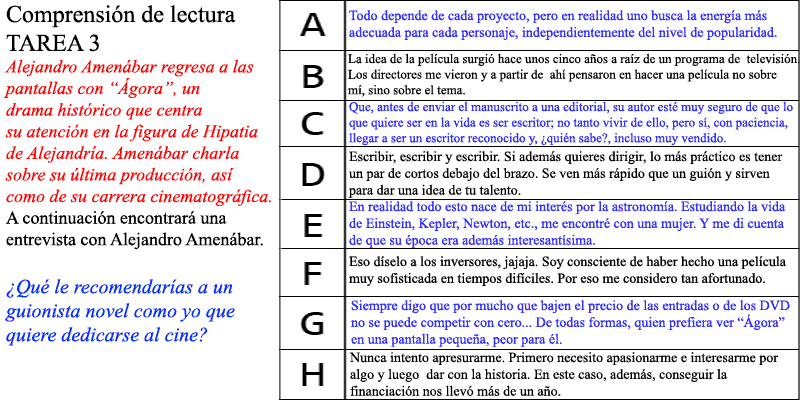 Comprensión de lectura
TAREA 3
Alejandro Amenábar regresa a las
pantallas con “Ágora”, un
drama histórico que centra
su atención en la figura de Hipatia
de Alejandría. Amenábar charla
sobre su última producción, así
como de su carrera cinematográfica.
A continuación encontrará una
entrevista con Alejandro Amenábar.
¿Qué le recomendarías a un
guionista novel como yo que
quiere dedicarse al cine?
A
Todo depende de cada proyecto, pero en realidad uno busca la energía más
adecuada para cada personaje, independientemente del nivel de popularidad.
B
La idea de la película surgió hace unos cinco años a raíz de un programa de televisión.
Los directores me vieron y a partir de ahí pensaron en hacer una película no sobre
mí, sino sobre el tema.
C
Que, antes de enviar el manuscrito a una editorial, su autor esté muy seguro de que lo
que quiere ser en la vida es ser escritor; no tanto vivir de ello, pero sí, con paciencia,
llegar a ser un escritor reconocido y, ¿quién sabe?, incluso muy vendido.
D
Escribir, escribir y escribir. Si además quieres dirigir, lo más práctico es tener
un par de cortos debajo del brazo. Se ven más rápido que un guión y sirven
para dar una idea de tu talento.
E
En realidad todo esto nace de mi interés por la astronomía. Estudiando la vida
de Einstein, Kepler, Newton, etc., me encontré con una mujer. Y me di cuenta
de que su época era además interesantísima.
F
Eso díselo a los inversores, jajaja. Soy consciente de haber hecho una película
muy sofisticada en tiempos difíciles. Por eso me considero tan afortunado.
G
Siempre digo que por mucho que bajen el precio de las entradas o de los DVD
no se puede competir con cero... De todas formas, quien prefiera ver “Ágora”
en una pantalla pequeña, peor para él.
H
Nunca intento apresurarme. Primero necesito apasionarme e interesarme por
algo y luego dar con la historia. En este caso, además, conseguir la
financiación nos llevó más de un año.